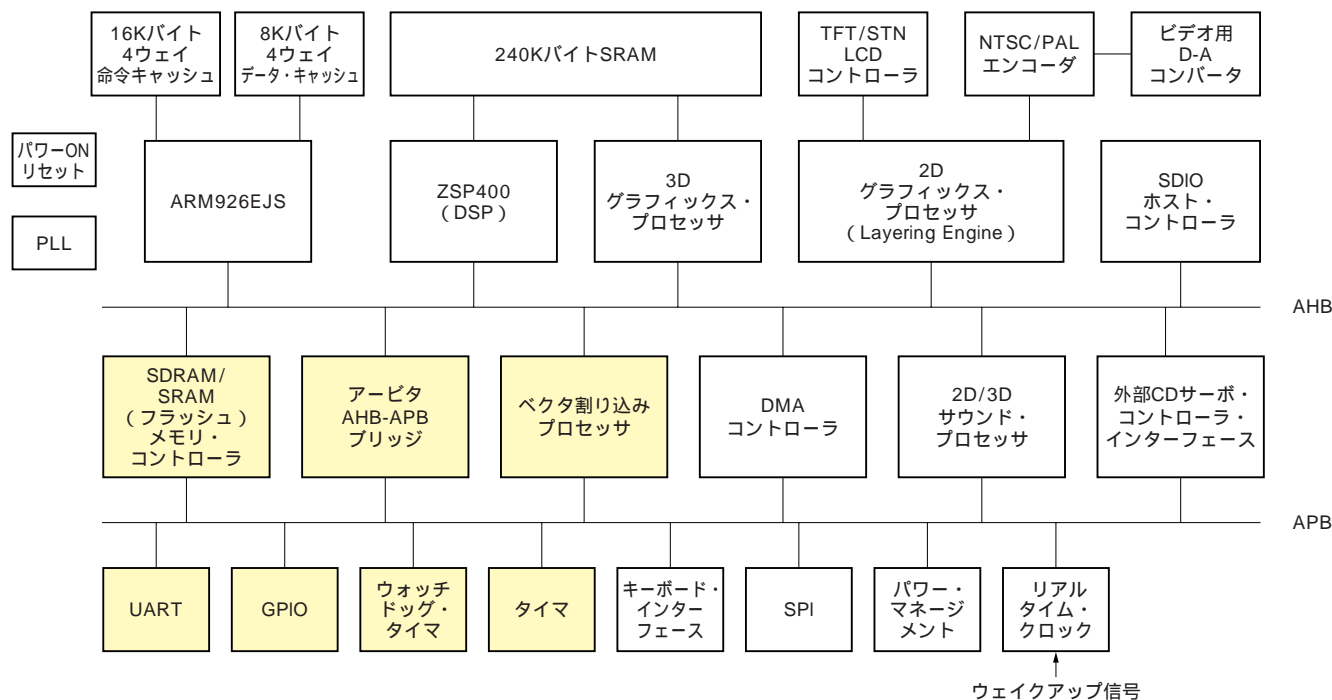 16Kバイト
4ウェイ
命令キャッシュ
8Kバイト
4ウェイ
データ・キャッシュ
240KバイトSRAM
TFT/STN
LCD
コントローラ
NTSC/PAL
エンコーダ
ビデオ用
D-A
コンバータ
パワーON
リセット
PLL
ARM926EJS
ZSP400
(DSP)
3D
グラフィックス・
プロセッサ
2D
グラフィックス・
プロセッサ
(Layering Engine)
SDIO
ホスト・
コントローラ
AHB
SDRAM/
SRAM
(フラッシュ)
メモリ・
コントローラ
アービタ
AHB-APB
ブリッジ
ベクタ割り込み
プロセッサ
DMA
コントローラ
2D/3D
サウンド・
プロセッサ
外部CDサーボ・
コントローラ・
インターフェース
APB
UART
GPIO
ウォッチ
ドッグ・
タイマ
タイマ
キーボード・
インター
フェース
SPI
パワー・
マネージ
メント
リアル
タイム・
クロック
ウェイクアップ信号